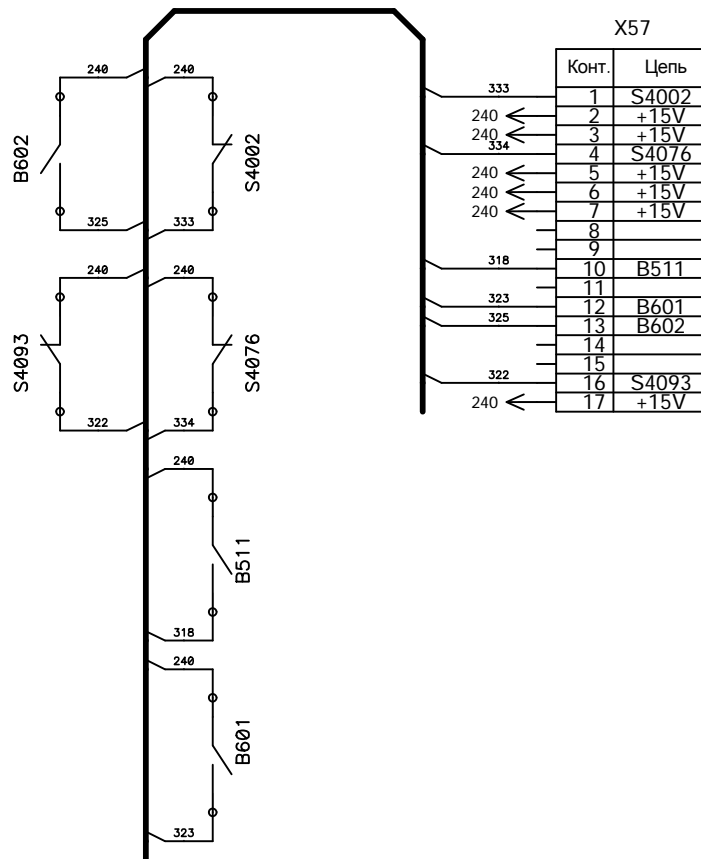 X57
Конт. Цепь
333 1 S4002
240 2 +15V
240 3 +15V
334 4 S4076
240 5 +15V
240 6 +15V
240 7 +15V
8
9
318 10 B511
11
323 12 B601
325 13 B602
14
15
322 16 S4093
240 17 +15V
240 240
B602 S4002
325 333
240 240
S4093 S4076
322 334
240
B511
318
240
B601
323